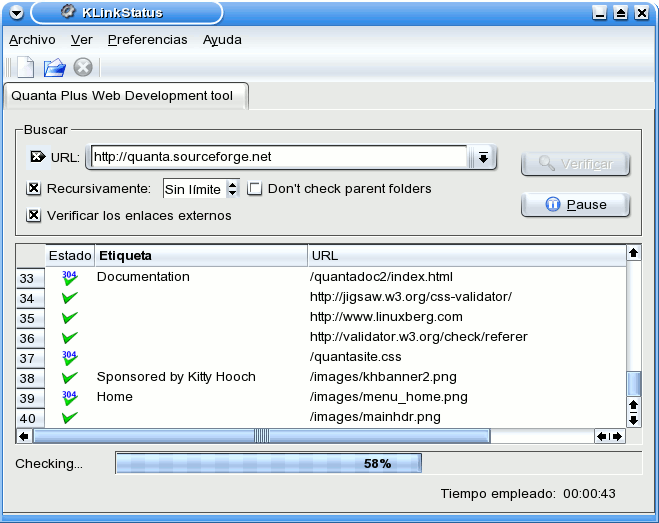 KLinkStatus
Archivo Ver Preferencias Ayuda
Quanta Plus Web Development tool
Buscar
URL: http://quanta.sourceforge.net Verificar
Recursivamente: Sin límite Don't check parent folders
Pause
Verificar los enlaces externos
Estado Etiqueta URL
33 304 Documentation /quantadoc2/index.html
34 http://jigsaw.w3.org/css-validator/
35 http://www.linuxberg.com
36 http://validator.w3.org/check/referer
37 304 /quantasite.css
38 Sponsored by Kitty Hooch /images/khbanner2.png
39 304 Home /images/menu_home.png
40 /images/mainhdr.png
Checking... 58%
Tiempo empleado: 00:00:43